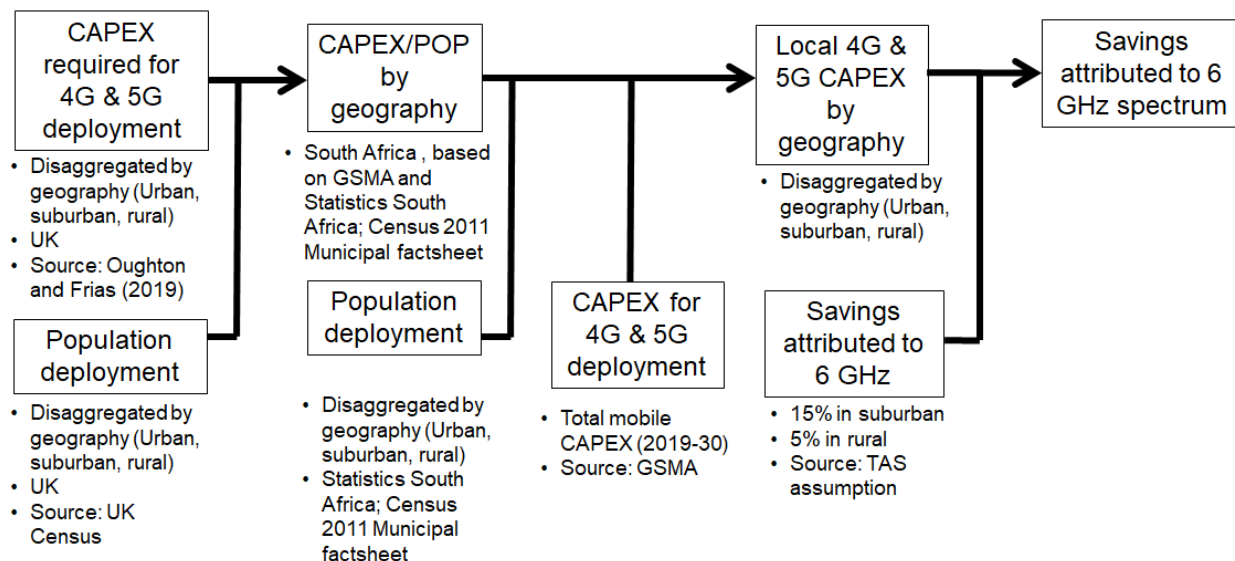 CAPEX
required for
4G & 5G
deployment
• Disaggregated by
geography (Urban,
suburban, rural)
• UK
• Source: Oughton
and Frias (2019)
Population
deployment
• Disaggregated by
geography (Urban,
suburban, rural)
• UK
• Source: UK
Census
CAPEX/POP
by
geography
• South Africa , based
on GSMA and
Statistics South
Africa; Census 2011
Municipal factsheet
Population
deployment
• Disaggregated by
geography (Urban,
suburban, rural)
• Statistics South
Africa; Census
2011 Municipal
factsheet
CAPEX for
4G & 5G
deployment
• Total mobile
CAPEX (2019-30)
• Source: GSMA
Local 4G &
5G CAPEX
by
geography
• Disaggregated by
geography (Urban,
suburban, rural)
Savings
attributed to
6 GHz
• 15% in suburban
• 5% in rural
• Source: TAS
assumption
Savings
attributed to 6
GHz spectrum